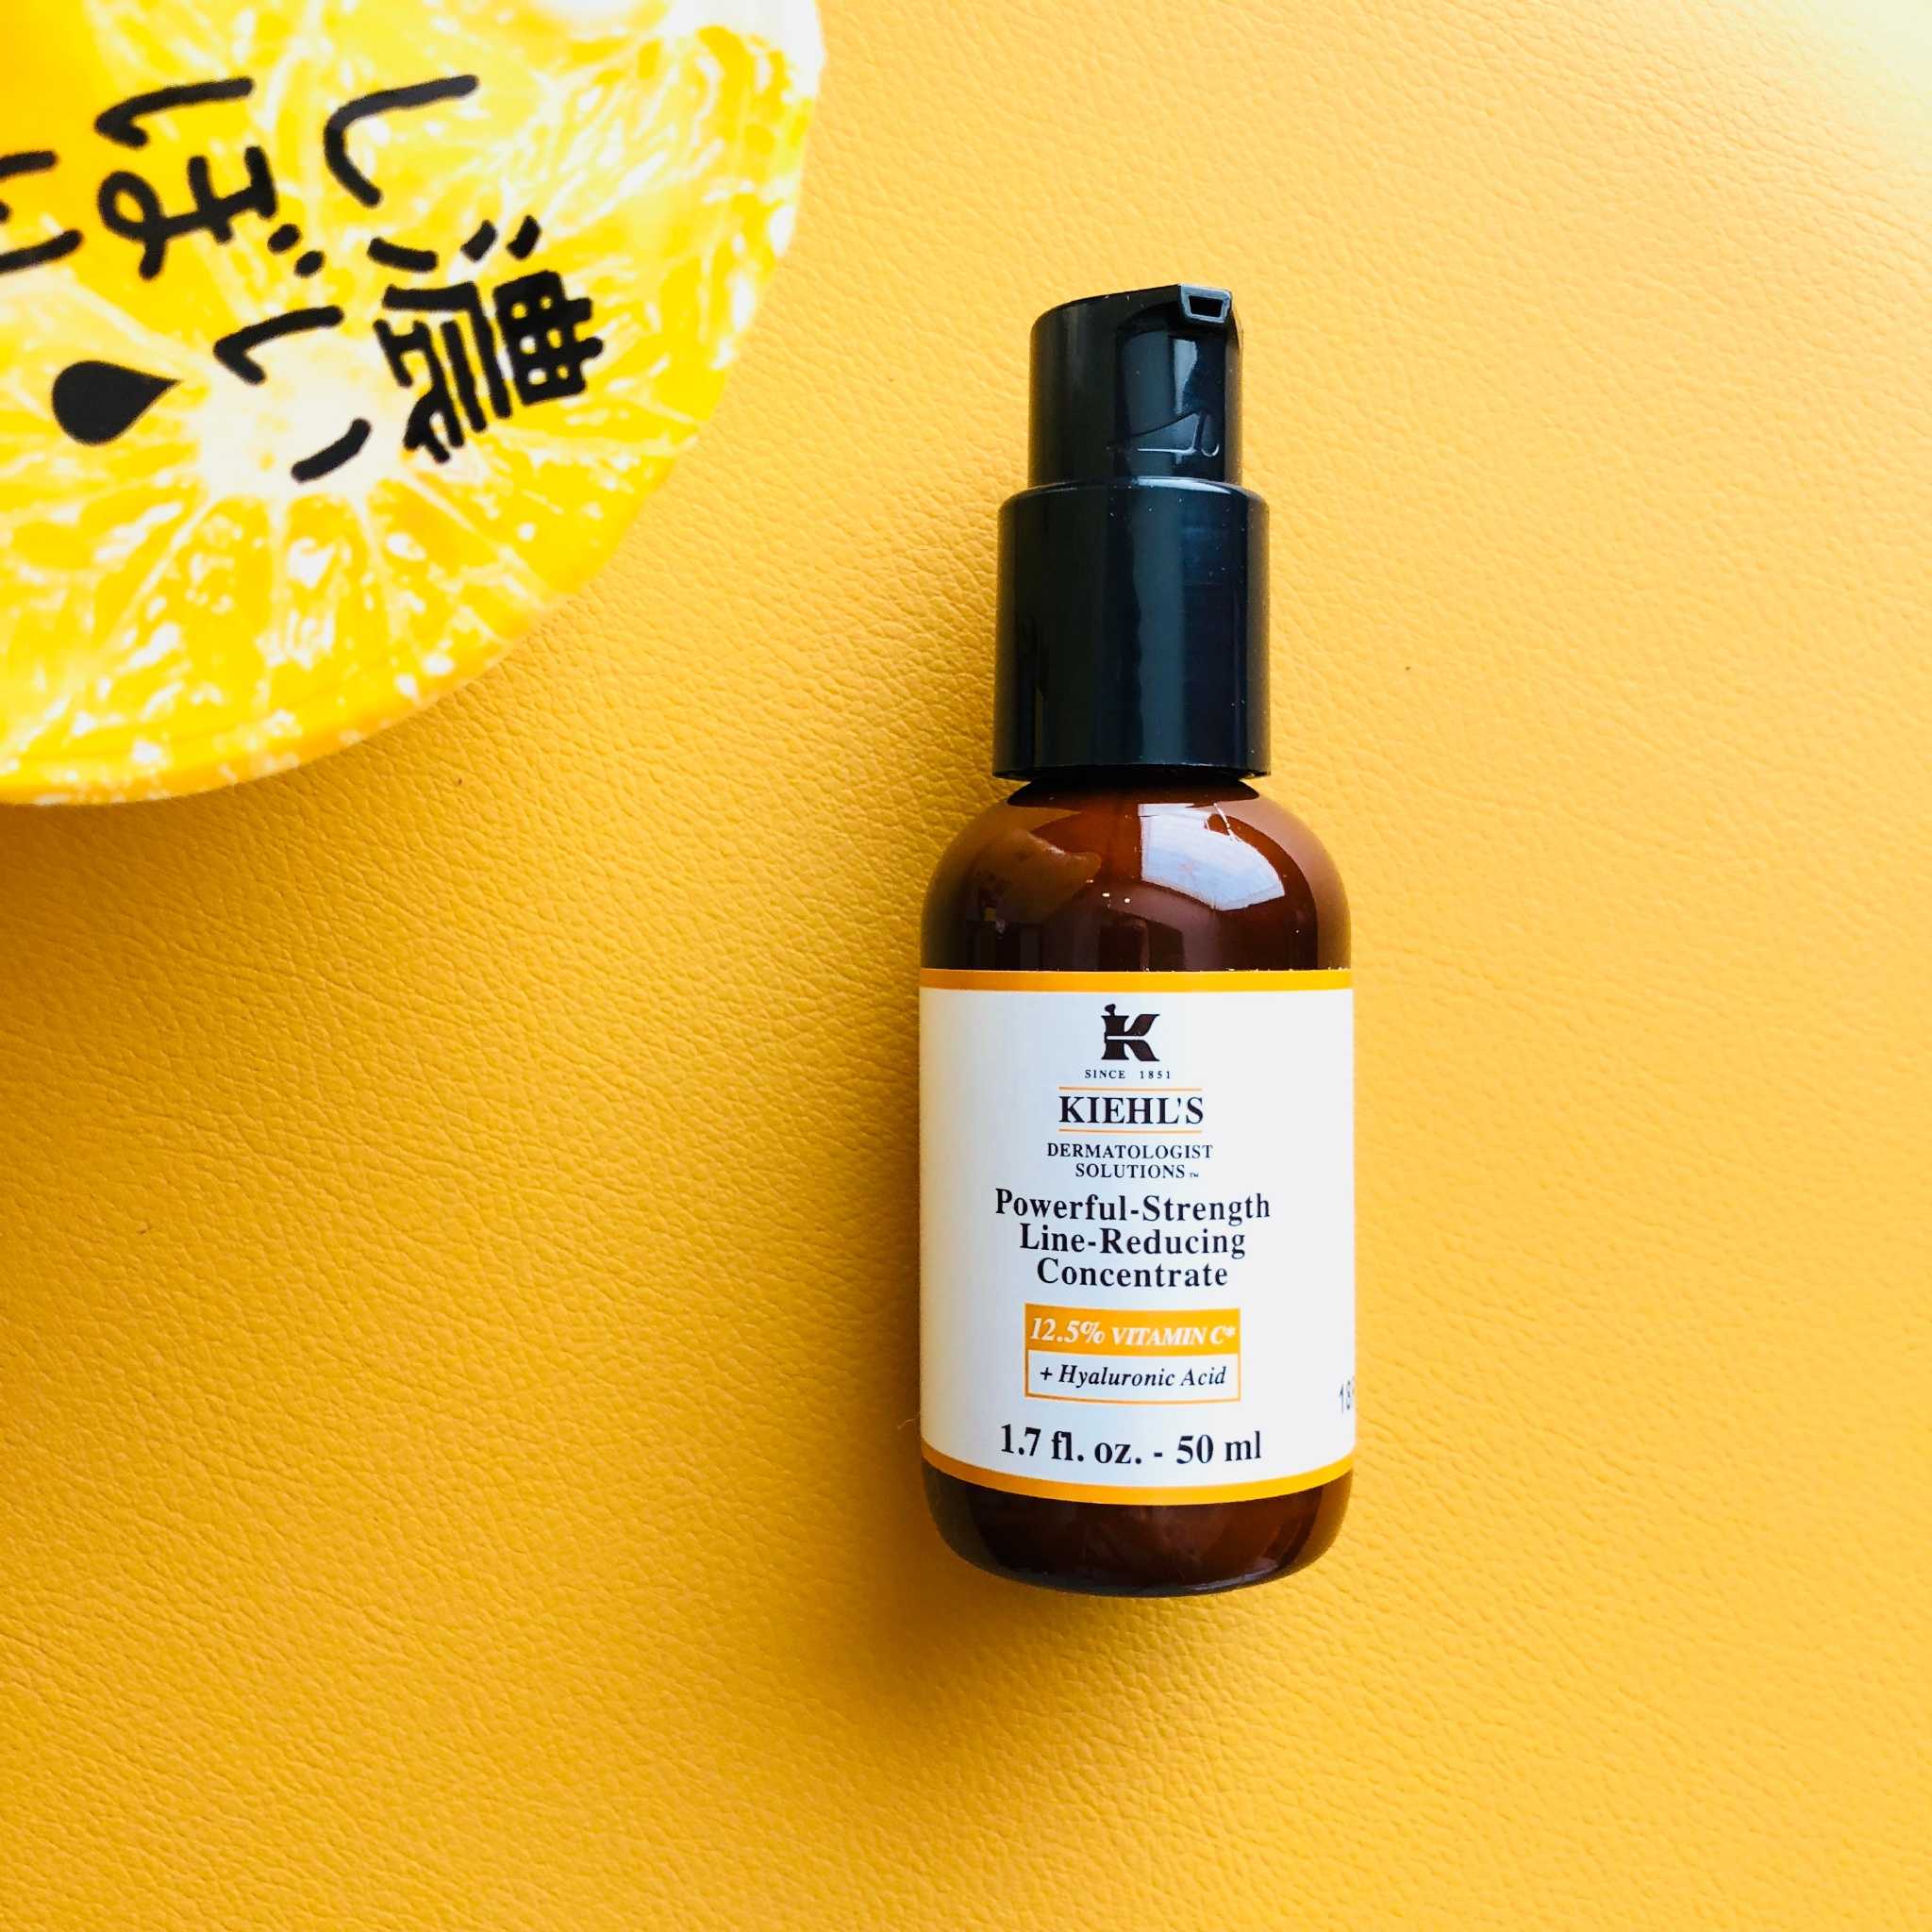 濃い
しぼり
K
SINCE 1851
KIEHL'S
DERMATOLOGIST
SOLUTIONS™
Powerful-Strength
Line-Reducing
Concentrate
12.5% VITAMIN C*
+ Hyaluronic Acid
1.7 fl. oz. - 50 ml